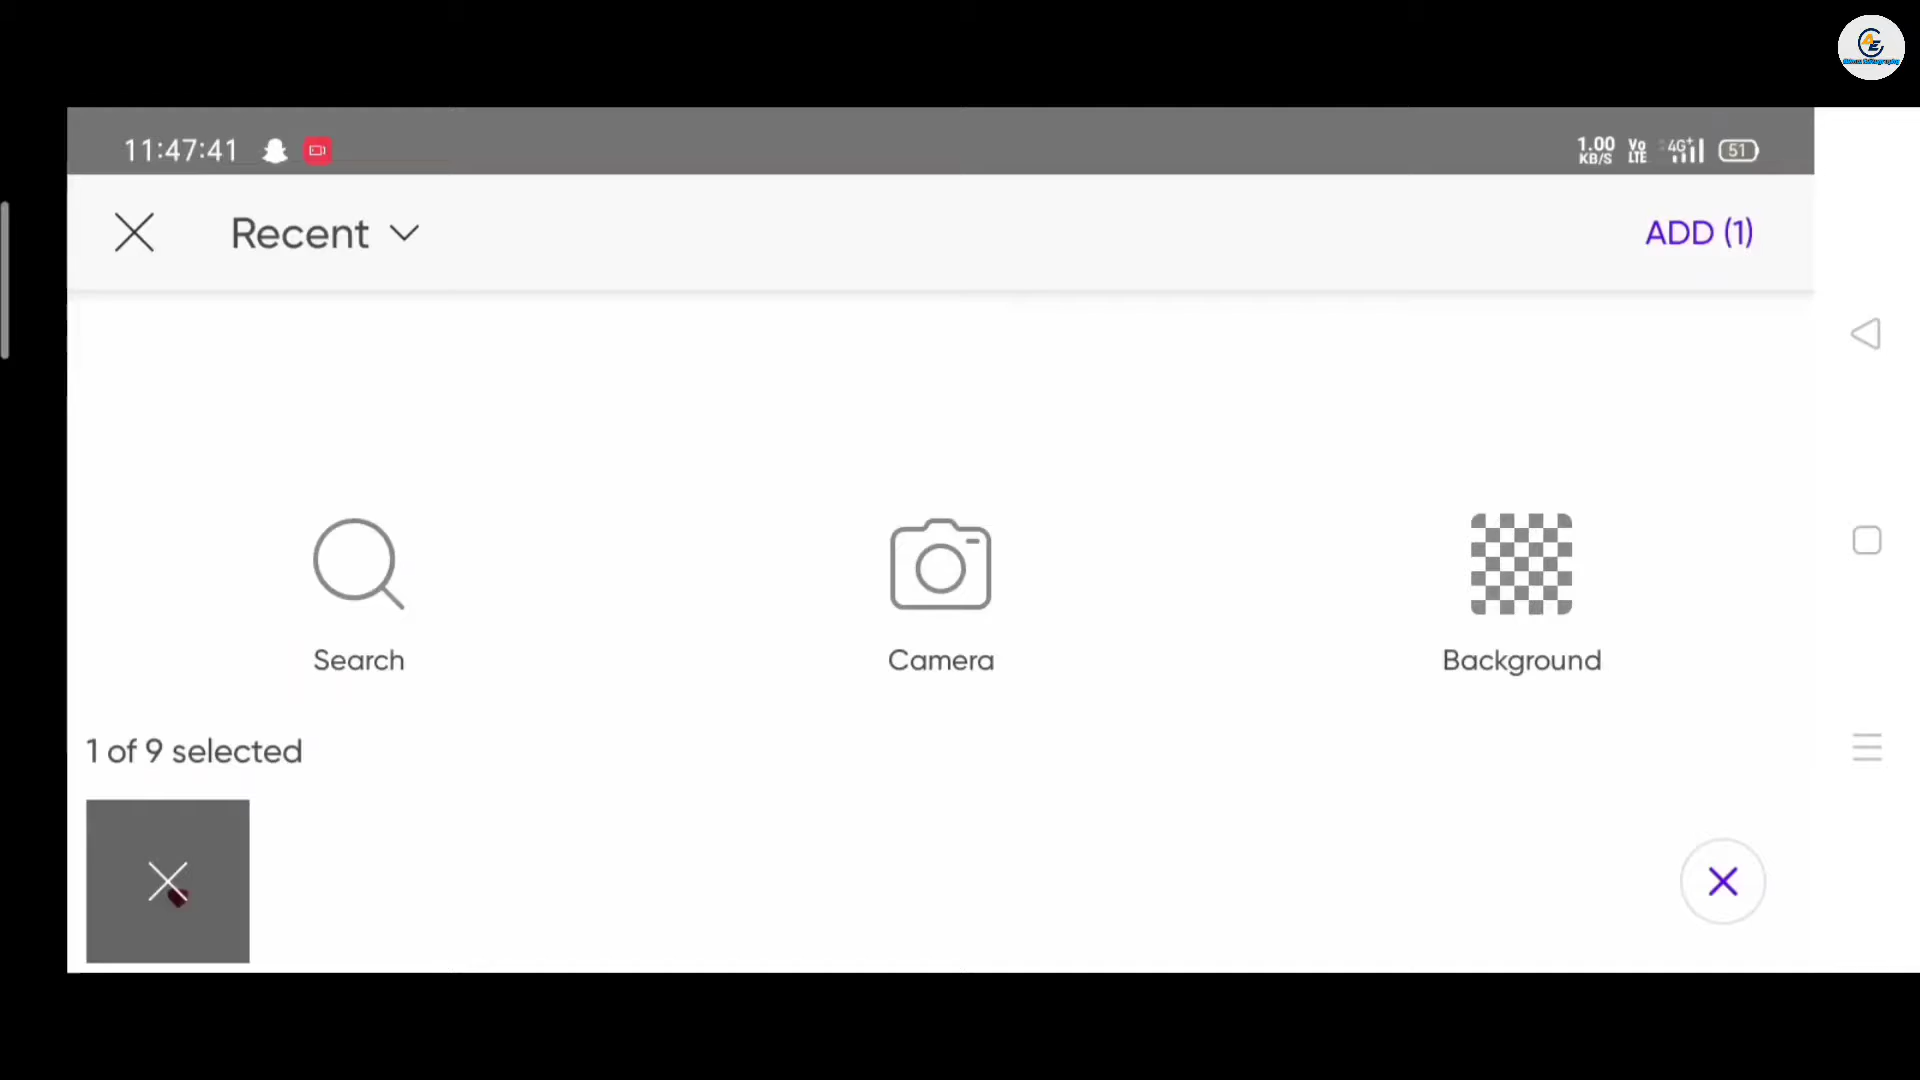 11:47:41
1.00 KB/S Vo LTE 4G+ 51
Recent
ADD (1)
Search
Camera
Background
1 of 9 selected